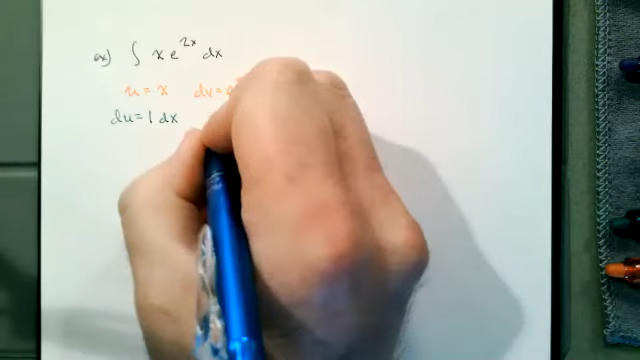 ex) ∫ x e^{2x} dx
u = x dv = e
du = 1 dx